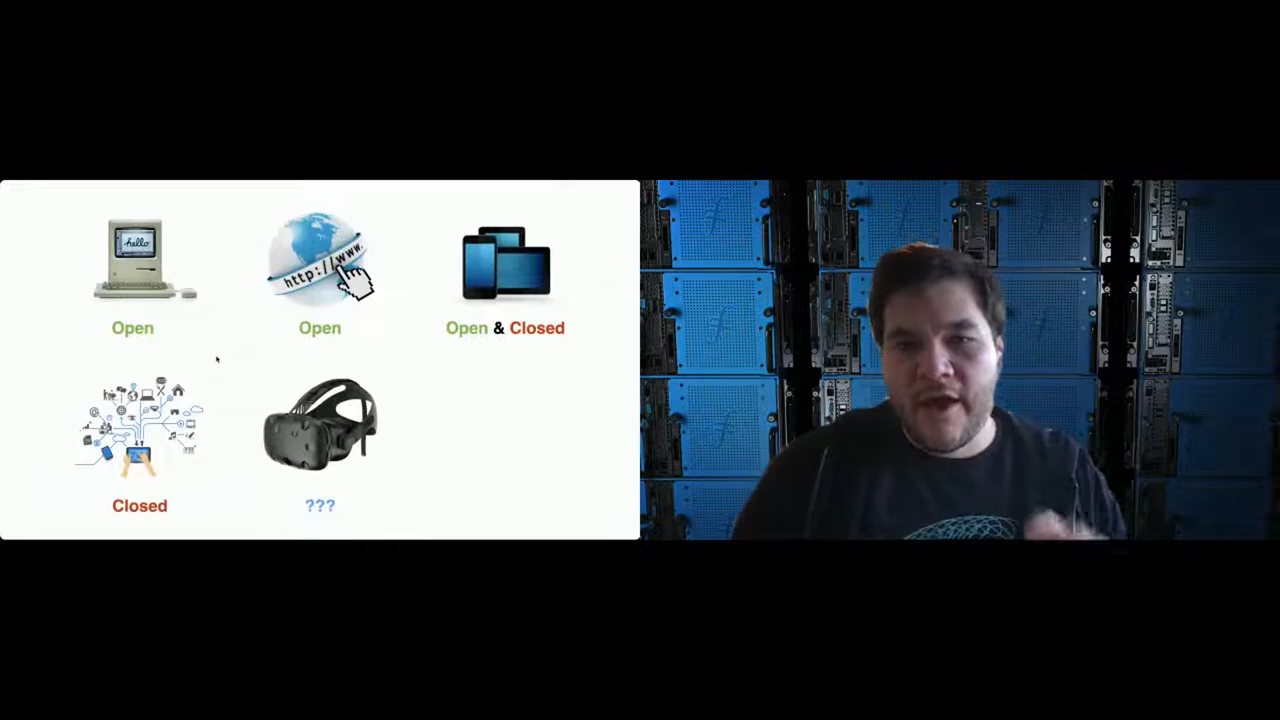 hello
http://www.
Open
Open
Open & Closed
Closed
???